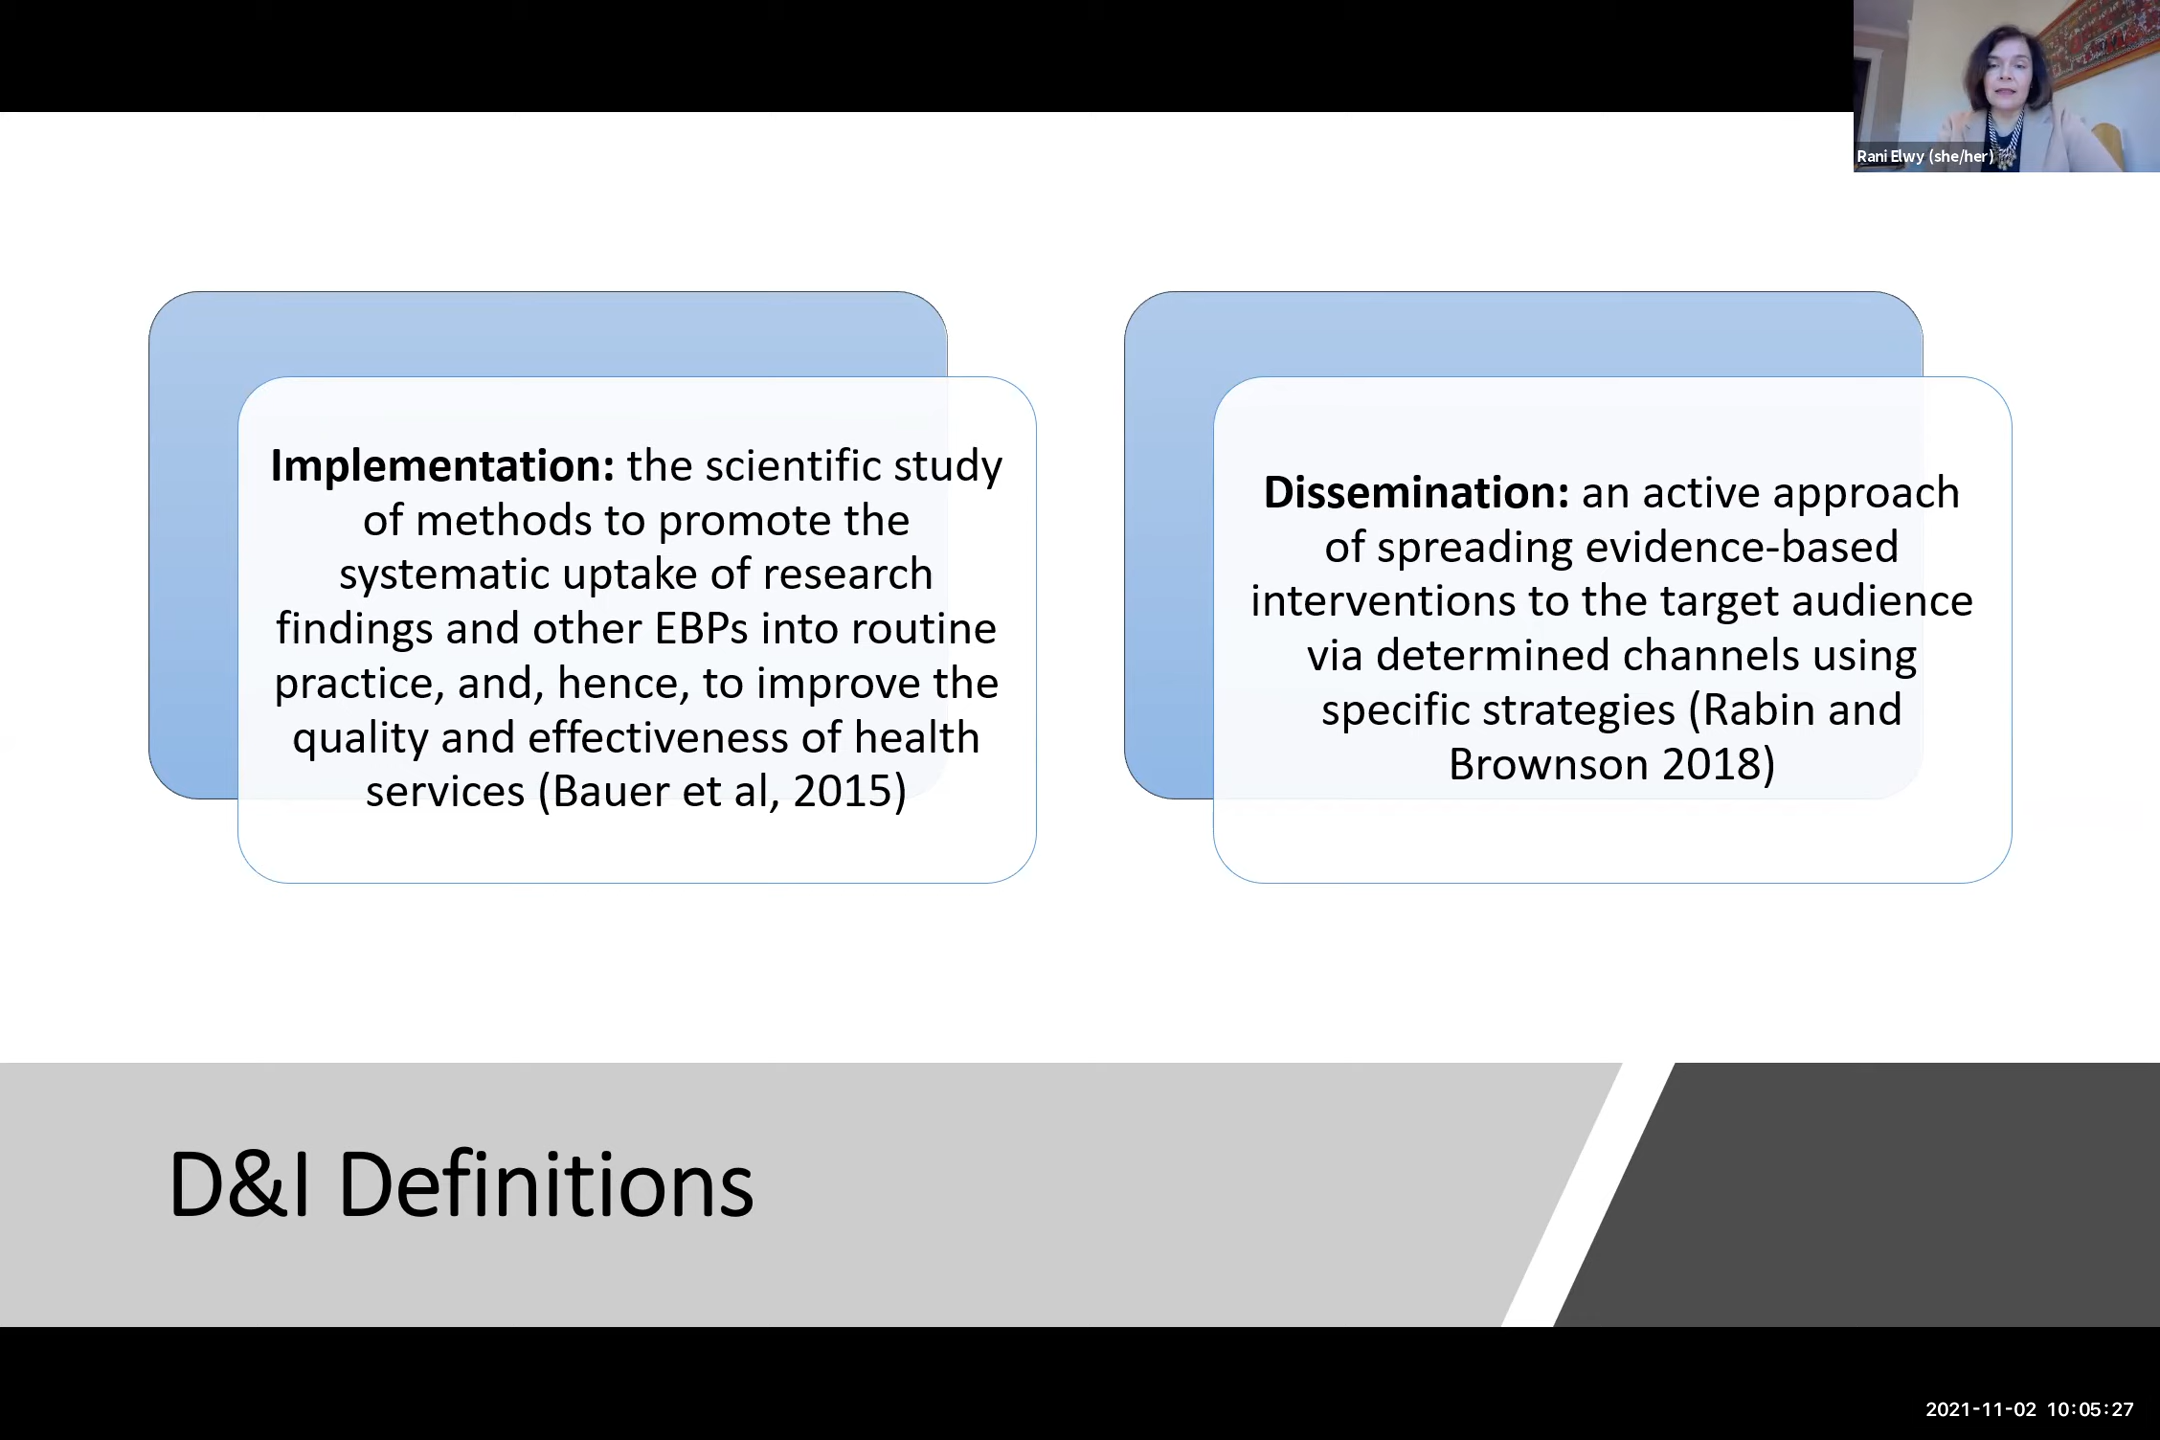 Rani Elwy (she/her)
Implementation: the scientific study
of methods to promote the
systematic uptake of research
findings and other EBPs into routine
practice, and, hence, to improve the
quality and effectiveness of health
services (Bauer et al, 2015)
Dissemination: an active approach
of spreading evidence-based
interventions to the target audience
via determined channels using
specific strategies (Rabin and
Brownson 2018)
D&I Definitions
2021-11-02 10:05:27